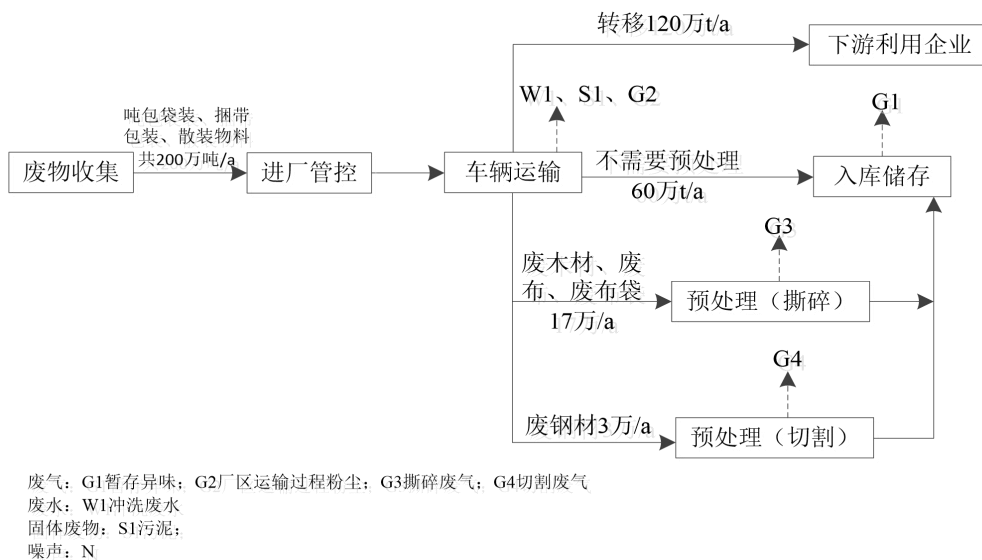 转移120万t/a
下游利用企业
W1、S1、G2
G1
吨包袋装、捆带
包装、散装物料
共200万吨/a
废物收集
进厂管控
车辆运输
不需要预处理
60万t/a
入库储存
G3
废木材、废
布、废布袋
17万/a
预处理（撕碎）
G4
废钢材3万/a
预处理（切割）
废气：G1暂存异味；G2厂区运输过程粉尘；G3撕碎废气；G4切割废气
废水：W1冲洗废水
固体废物：S1污泥；
噪声：N